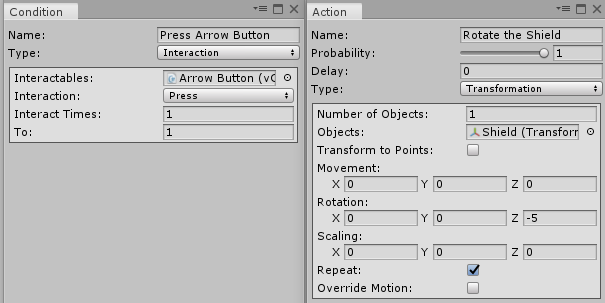 Condition
Name: Press Arrow Button
Type: Interaction
Interactables: Arrow Button (vC
Interaction: Press
Interact Times: 1
To: 1
Action
Name: Rotate the Shield
Probability: 1
Delay: 0
Type: Transformation
Number of Objects: 1
Objects: Shield (Transform
Transform to Points:
Movement:
X 0 Y 0 Z 0
Rotation:
X 0 Y 0 Z -5
Scaling:
X 0 Y 0 Z 0
Repeat:
Override Motion: